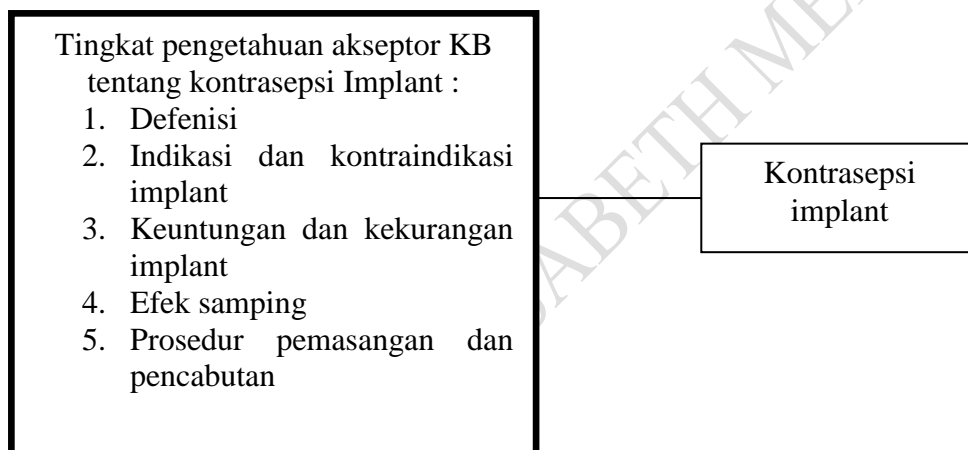 Tingkat pengetahuan akseptor KB
tentang kontrasepsi Implant :
1. Defenisi
2. Indikasi dan kontraindikasi
implant
3. Keuntungan dan kekurangan
implant
4. Efek samping
5. Prosedur pemasangan dan
pencabutan
Kontrasepsi
implant